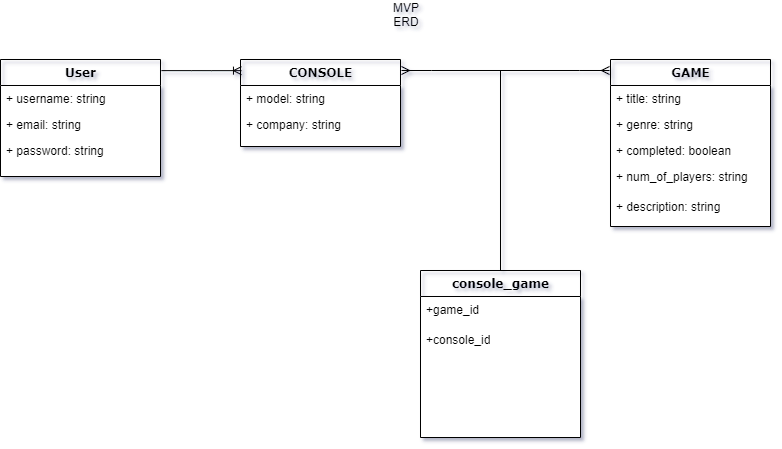 MVP
ERD
User
+ username: string
+ email: string
+ password: string
CONSOLE
+ model: string
+ company: string
GAME
+ title: string
+ genre: string
+ completed: boolean
+ num_of_players: string
+ description: string
console_game
+game_id
+console_id